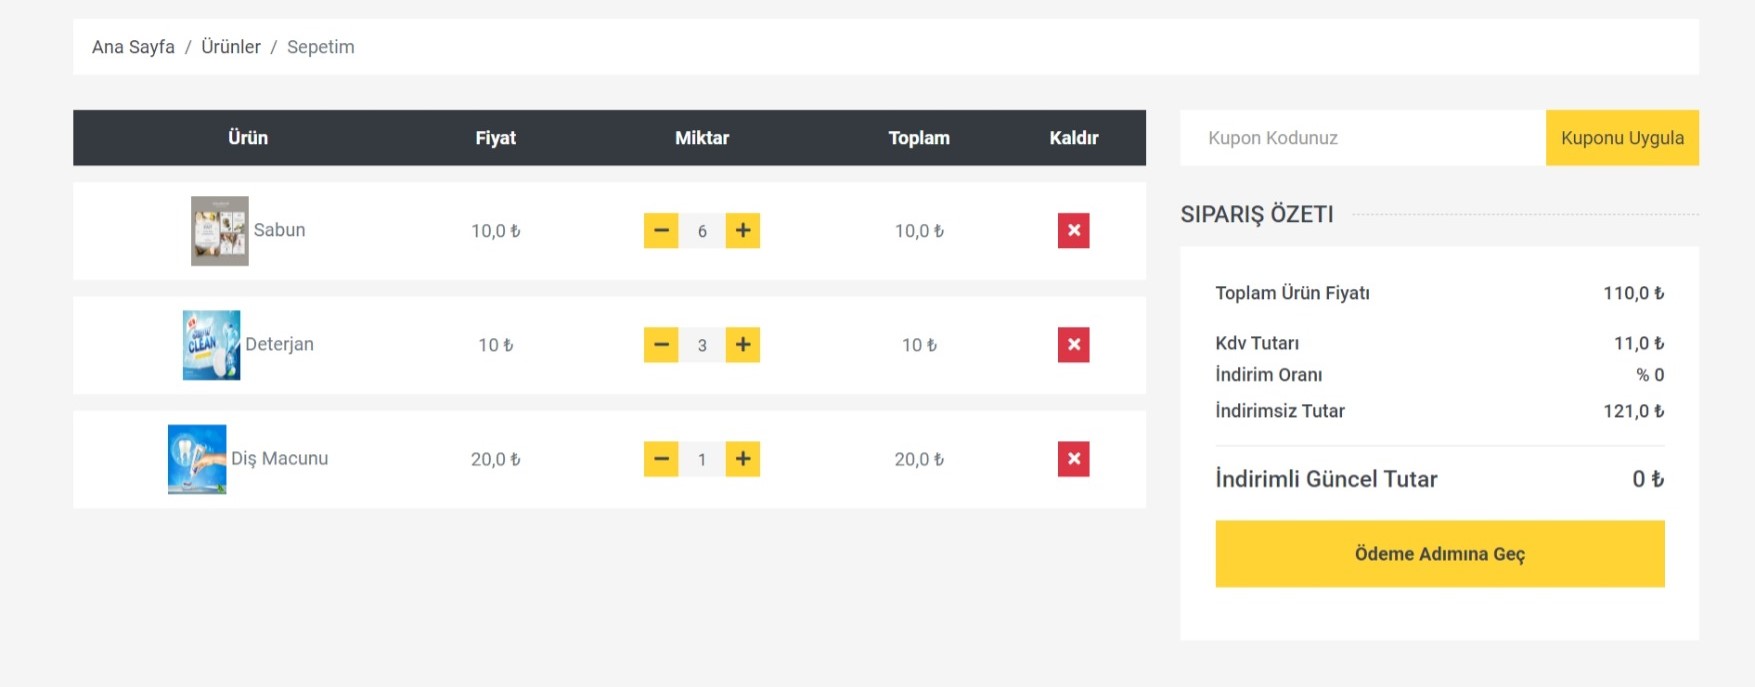 Ana Sayfa / Ürünler / Sepetim
Ürün Fiyat Miktar Toplam Kaldır
Sabun 10,0 ₺ 6 10,0 ₺
CLEAN
Deterjan 10 ₺ 3 10 ₺
Diş Macunu 20,0 ₺ 1 20,0 ₺
Kupon Kodunuz Kuponu Uygula
SIPARIŞ ÖZETI
Toplam Ürün Fiyatı 110,0 ₺
Kdv Tutarı 11,0 ₺
İndirim Oranı % 0
İndirimsiz Tutar 121,0 ₺
İndirimli Güncel Tutar 0 ₺
Ödeme Adımına Geç